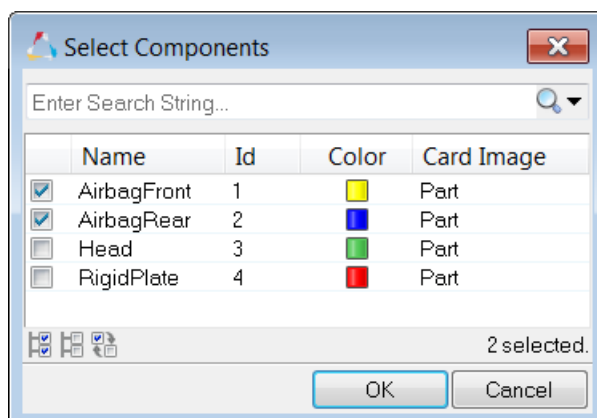 Select Components
Enter Search String...
Name Id Color Card Image
AirbagFront 1 Part
AirbagRear 2 Part
Head 3 Part
RigidPlate 4 Part
2 selected.
OK Cancel